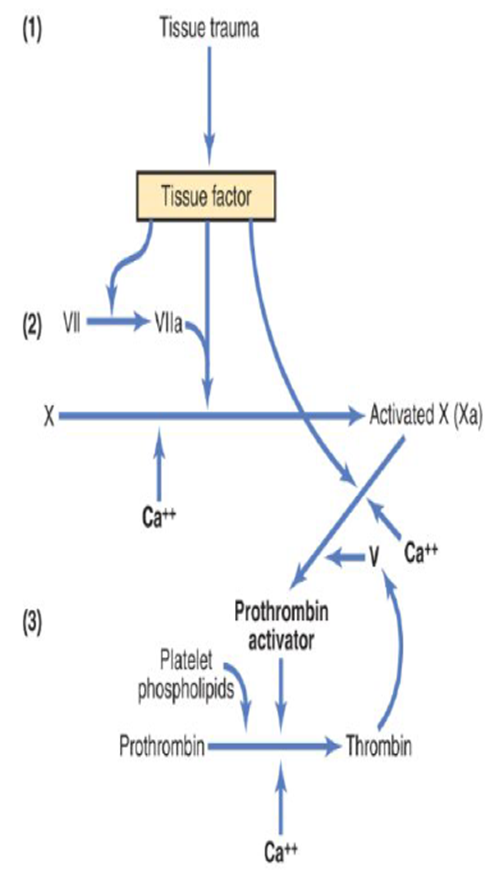 (1)
Tissue trauma
Tissue factor
(2) VII VIIa
X Activated X (Xa)
Ca++
V Ca++
(3)
Prothrombin
activator
Platelet
phospholipids
Prothrombin Thrombin
Ca++